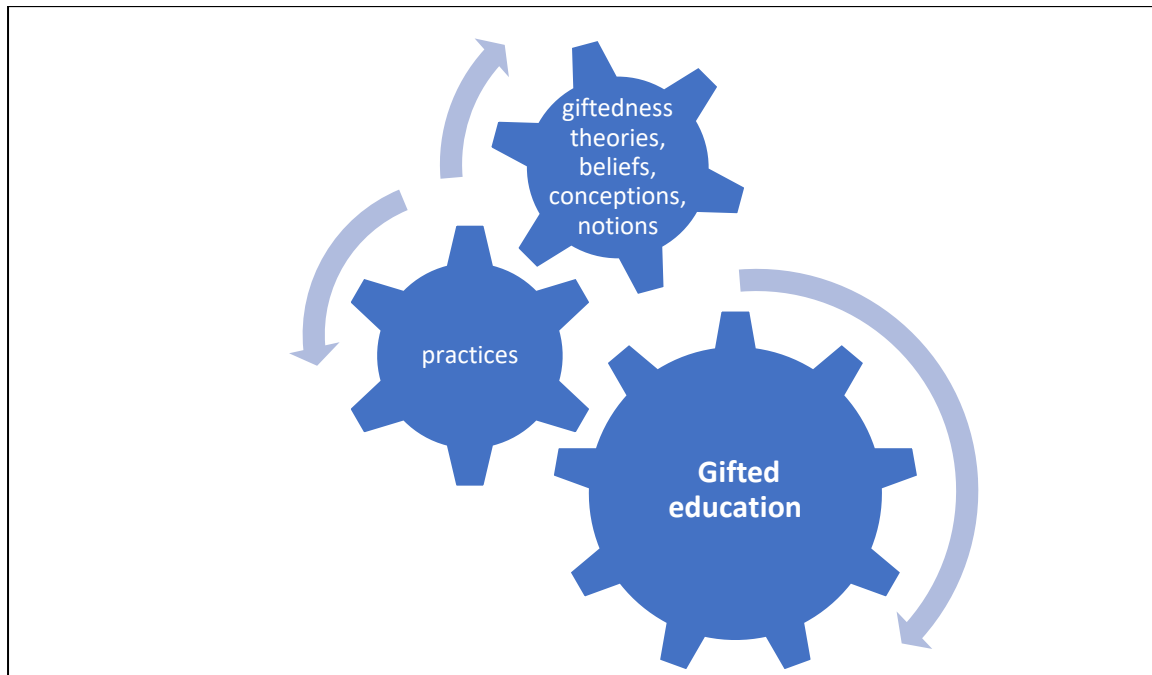 giftedness
theories,
beliefs,
conceptions,
notions
practices
Gifted
education